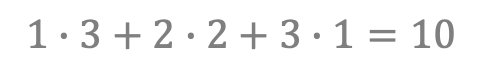 1 · 3 + 2 · 2 + 3 · 1 = 10